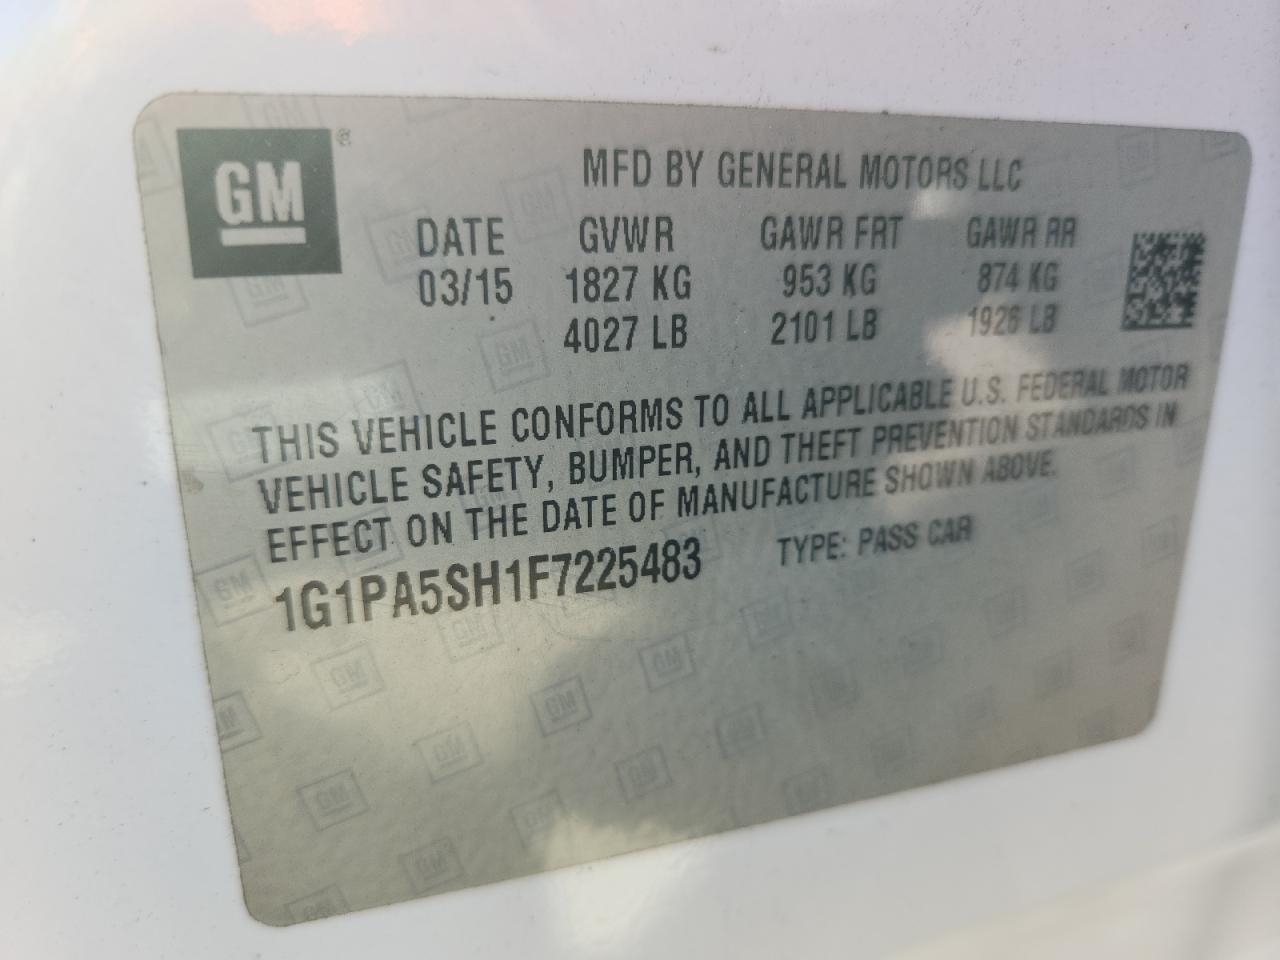 GM®
MFD BY GENERAL MOTORS LLC
DATE GVWR GAWR FRT GAWR RR
03/15 1827 KG 953 KG 874 KG
4027 LB 2101 LB 1926 LB
THIS VEHICLE CONFORMS TO ALL APPLICABLE U.S. FEDERAL MOTOR
VEHICLE SAFETY, BUMPER, AND THEFT PREVENTION STANDARDS IN
EFFECT ON THE DATE OF MANUFACTURE SHOWN ABOVE.
1G1PA5SH1F7225483 TYPE: PASS CAR